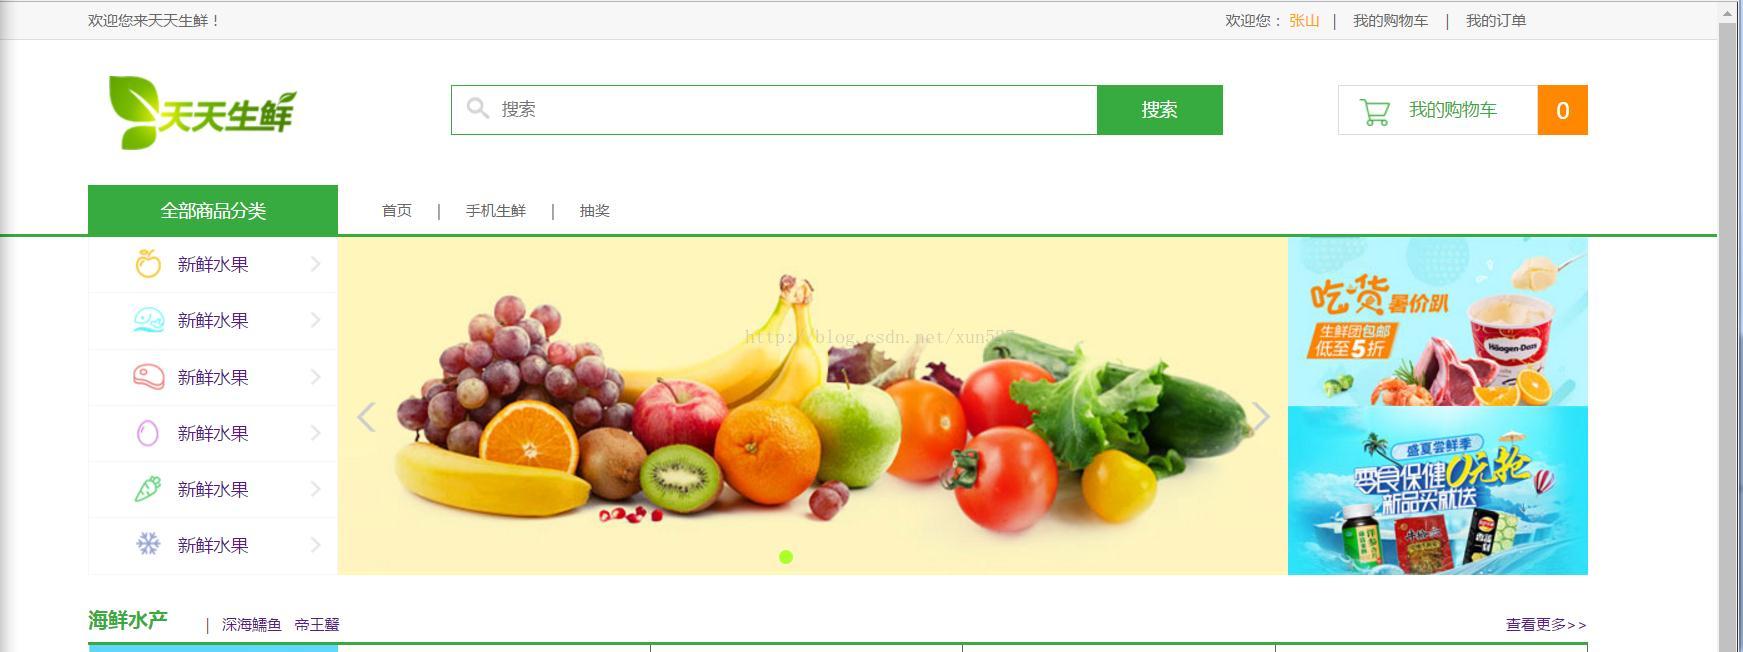 欢迎您来天天生鲜！
欢迎您： 张山 | 我的购物车 | 我的订单
天天生鲜
搜索 搜索
我的购物车 0
全部商品分类 首页 | 手机生鲜 | 抽奖
新鲜水果
新鲜水果
新鲜水果
新鲜水果
新鲜水果
新鲜水果
http://blog.csdn.net/xun527
吃货暑价趴
生鲜团包邮
低至5折
Häagen-Dazs
盛夏尝鲜季
零食保健0元抢
新品买就送
海鲜水产 | 深海鱈鱼 帝王蟹
查看更多>>